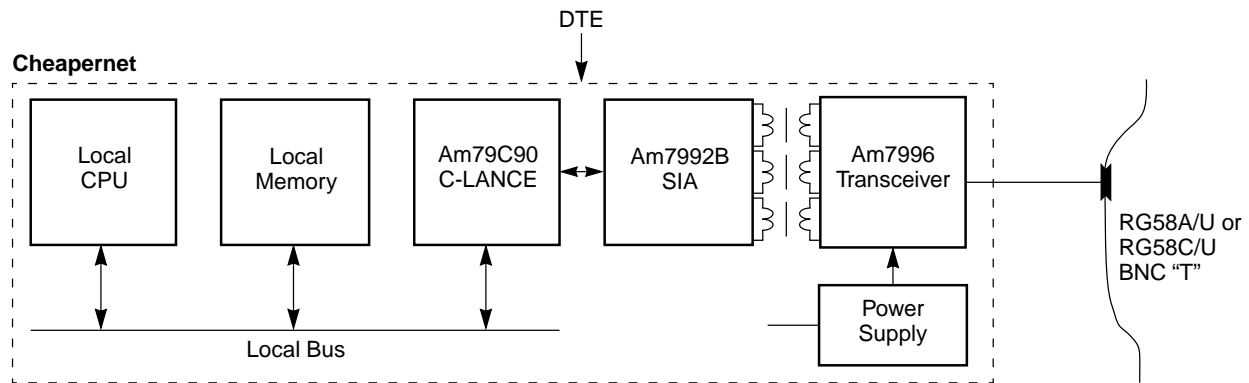 DTE
Cheapernet
Local
CPU
Local
Memory
Am79C90
C-LANCE
Am7992B
SIA
Am7996
Transceiver
RG58A/U or
RG58C/U
BNC “T”
Power
Supply
Local Bus